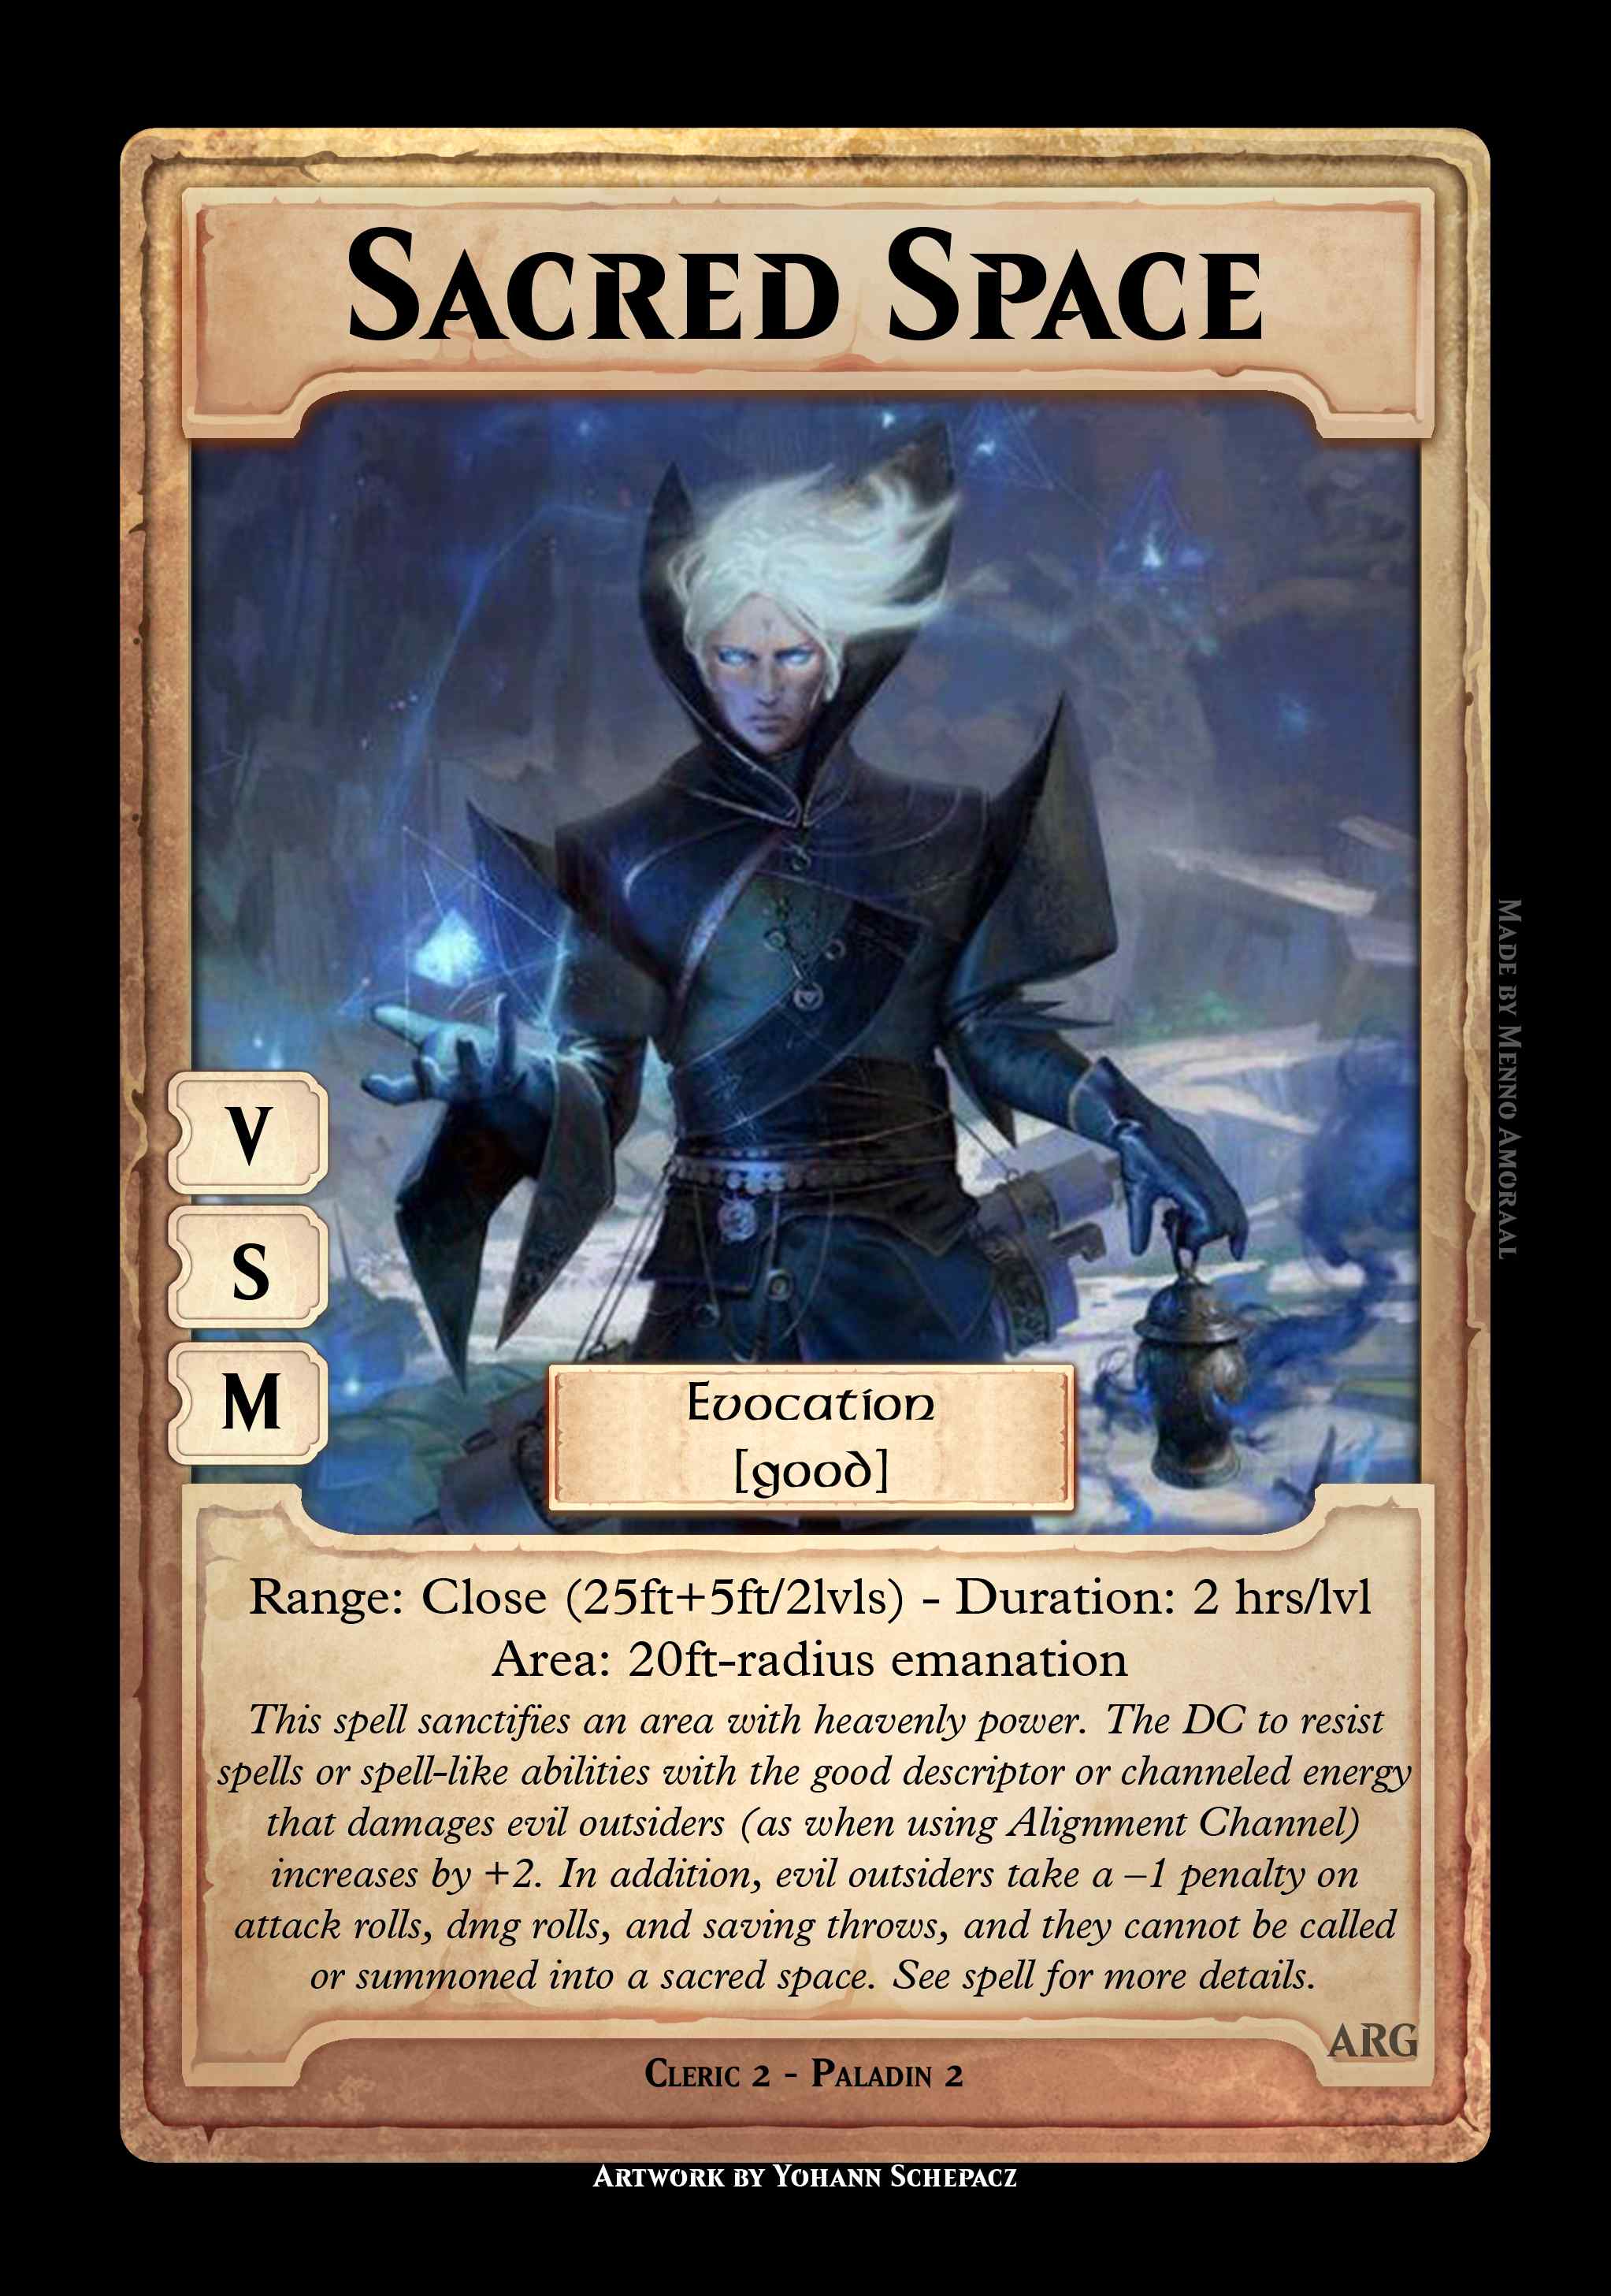 Sacred Space
V
S
M
Evocation
[good]
Range: Close (25ft+5ft/2lvls) - Duration: 2 hrs/lvl
Area: 20ft-radius emanation
This spell sanctifies an area with heavenly power. The DC to resist
spells or spell-like abilities with the good descriptor or channeled energy
that damages evil outsiders (as when using Alignment Channel)
increases by +2. In addition, evil outsiders take a –1 penalty on
attack rolls, dmg rolls, and saving throws, and they cannot be called
or summoned into a sacred space. See spell for more details.
ARG
Cleric 2 - Paladin 2
Artwork by Yohann Schepacz
Made by Menno Amoraal